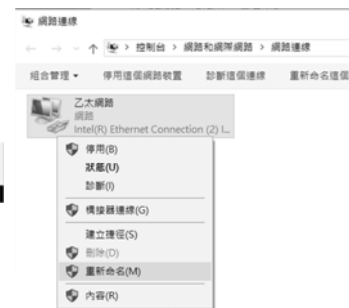 網路連線
控制台 > 網路和網際網路 > 網路連線
組合管理 停用這個網路裝置 診斷這個連線 重新命名這個
乙太網路
網路
Intel(R) Ethernet Connection (2) I...
停用(B)
狀態(U)
診斷(I)
橋接器連線(G)
建立捷徑(S)
刪除(D)
重新命名(M)
內容(R)